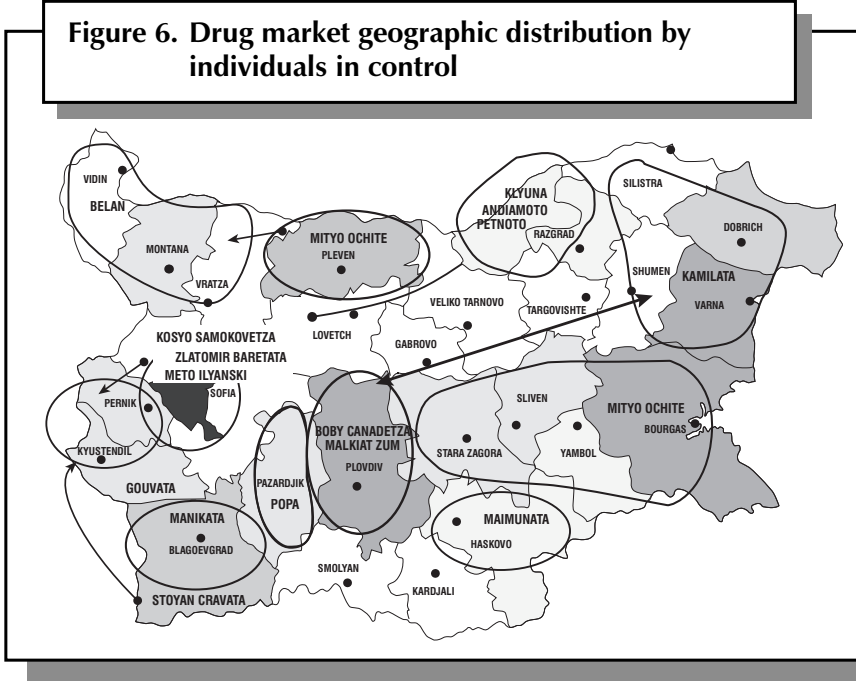 Figure 6. Drug market geographic distribution by
individuals in control
VIDIN
BELAN
MONTANA
VRATZA
MITYO OCHITE
PLEVEN
KLYUNA
ANDIAMOTO
PETNOTO
RAZGRAD
SILISTRA
DOBRICH
SHUMEN
KAMILATA
VARNA
VELIKO TARNOVO
TARGOVISHTE
LOVETCH
GABROVO
KOSYO SAMOKOVETZA
ZLATOMIR BARETATA
METO ILYANSKI
SOFIA
PERNIK
KYUSTENDIL
GOUVATA
BOBY CANADETZA
MALKIAT ZUM
PLOVDIV
SLIVEN
STARA ZAGORA
YAMBOL
MITYO OCHITE
BOURGAS
PAZARDJIK
POPA
MANIKATA
BLAGOEVGRAD
MAIMUNATA
HASKOVO
SMOLYAN
KARDJALI
STOYAN CRAVATA